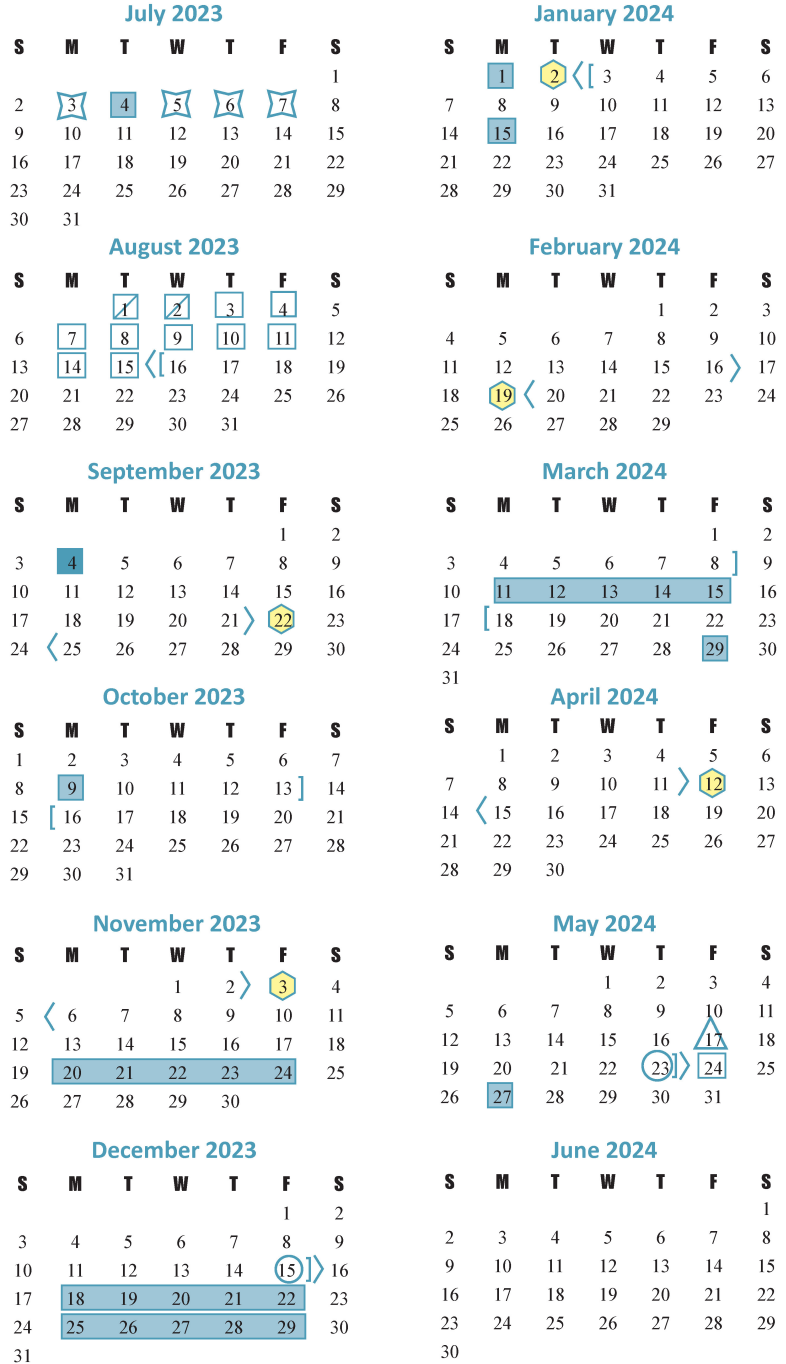 July 2023
S M T W T F S
1
2 3 4 5 6 7 8
9 10 11 12 13 14 15
16 17 18 19 20 21 22
23 24 25 26 27 28 29
30 31
August 2023
S M T W T F S
1 2 3 4 5
6 7 8 9 10 11 12
13 14 15 16 17 18 19
20 21 22 23 24 25 26
27 28 29 30 31
September 2023
S M T W T F S
1 2
3 4 5 6 7 8 9
10 11 12 13 14 15 16
17 18 19 20 21 22 23
24 25 26 27 28 29 30
October 2023
S M T W T F S
1 2 3 4 5 6 7
8 9 10 11 12 13 14
15 16 17 18 19 20 21
22 23 24 25 26 27 28
29 30 31
November 2023
S M T W T F S
1 2 3 4
5 6 7 8 9 10 11
12 13 14 15 16 17 18
19 20 21 22 23 24 25
26 27 28 29 30
December 2023
S M T W T F S
1 2
3 4 5 6 7 8 9
10 11 12 13 14 15 16
17 18 19 20 21 22 23
24 25 26 27 28 29 30
31
January 2024
S M T W T F S
1 2 3 4 5 6
7 8 9 10 11 12 13
14 15 16 17 18 19 20
21 22 23 24 25 26 27
28 29 30 31
February 2024
S M T W T F S
1 2 3
4 5 6 7 8 9 10
11 12 13 14 15 16 17
18 19 20 21 22 23 24
25 26 27 28 29
March 2024
S M T W T F S
1 2
3 4 5 6 7 8 9
10 11 12 13 14 15 16
17 18 19 20 21 22 23
24 25 26 27 28 29 30
31
April 2024
S M T W T F S
1 2 3 4 5 6
7 8 9 10 11 12 13
14 15 16 17 18 19 20
21 22 23 24 25 26 27
28 29 30
May 2024
S M T W T F S
1 2 3 4
5 6 7 8 9 10 11
12 13 14 15 16 17 18
19 20 21 22 23 24 25
26 27 28 29 30 31
June 2024
S M T W T F S
1
2 3 4 5 6 7 8
9 10 11 12 13 14 15
16 17 18 19 20 21 22
23 24 25 26 27 28 29
30